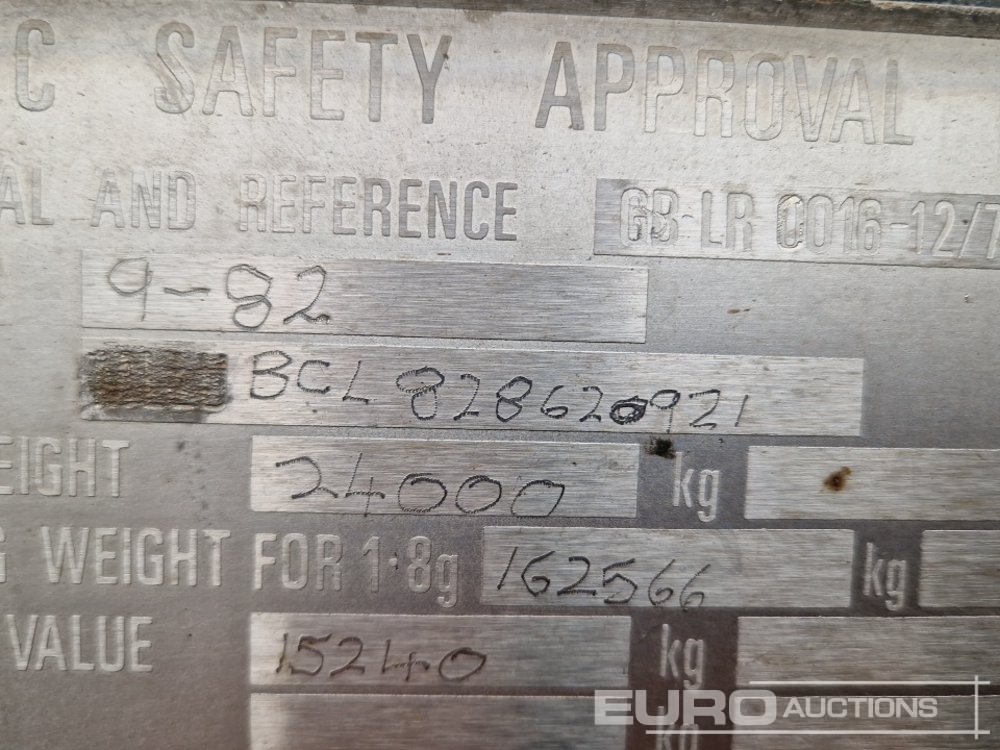 C SAFETY APPROVAL
AL AND REFERENCE GB-LR 0016-12/7
9-82
BCL 828620921
EIGHT 24000 kg
G WEIGHT FOR 1·8g 162566 kg
VALUE 15240 kg
kg
EURO AUCTIONS